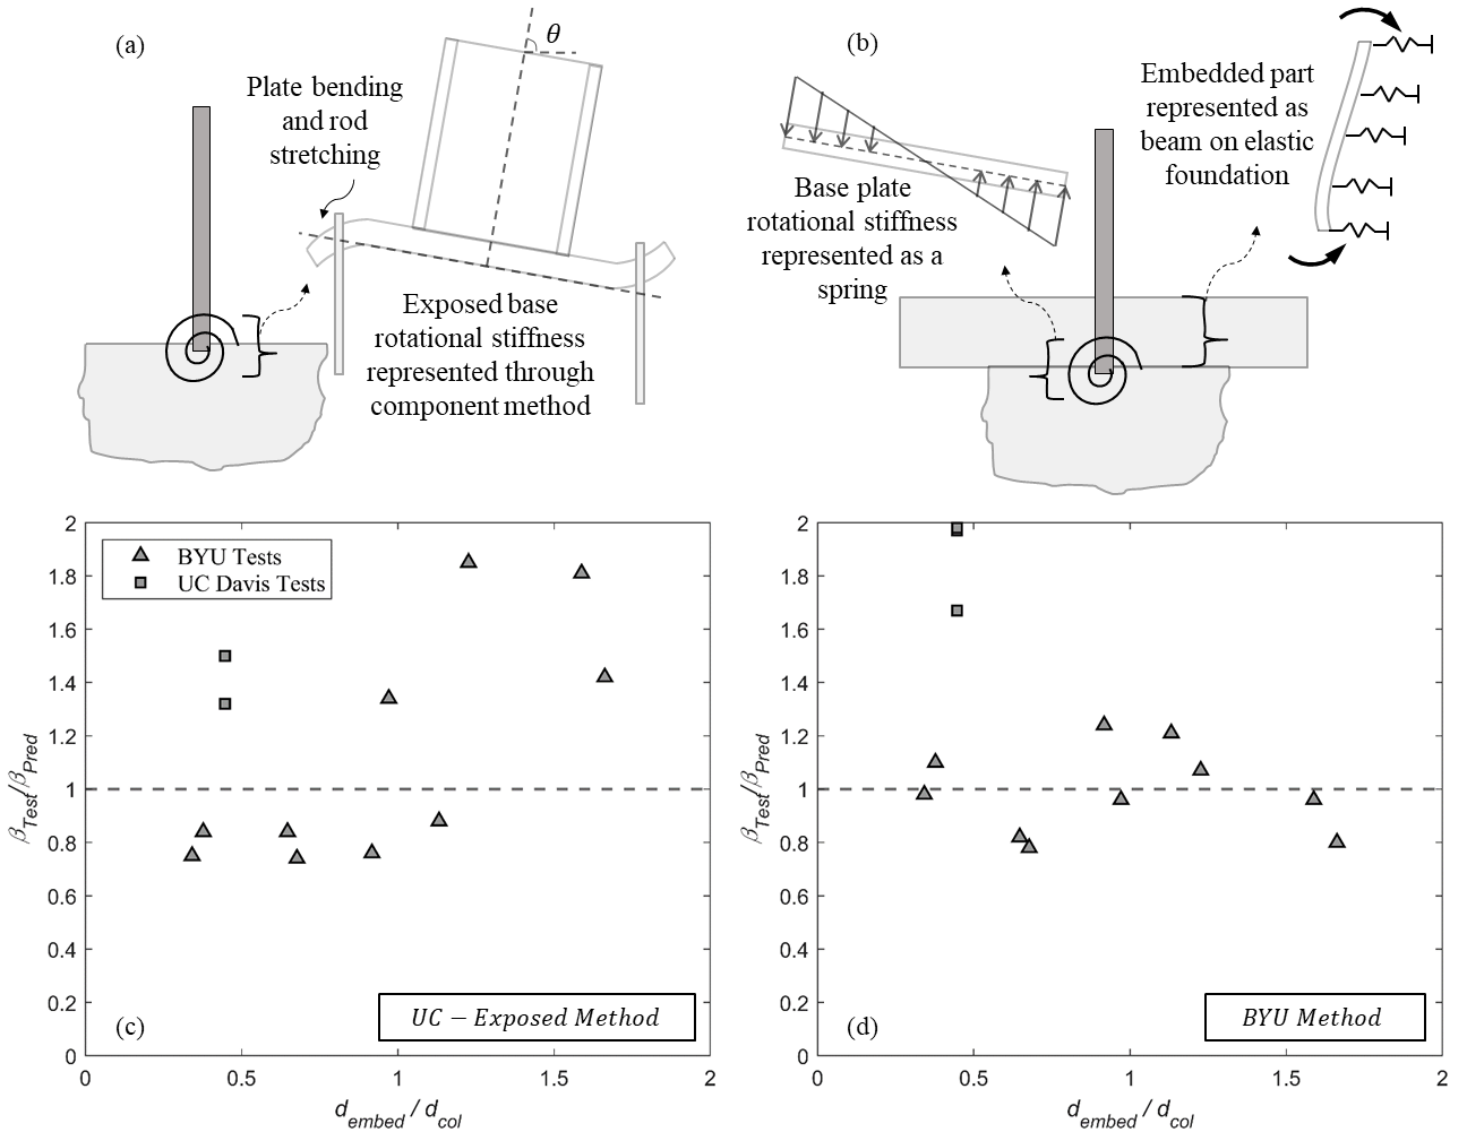 (a)
θ
Plate bending
and rod
stretching
Exposed base
rotational stiffness
represented through
component method
(b)
Embedded part
represented as
beam on elastic
foundation
Base plate
rotational stiffness
represented as a
spring
2
1.8
1.6
1.4
1.2
1
0.8
0.6
0.4
0.2
0
β_Test/β_Pred
BYU Tests
UC Davis Tests
(c)
UC − Exposed Method
0
0.5
1
1.5
2
d_embed / d_col
2
1.8
1.6
1.4
1.2
1
0.8
0.6
0.4
0.2
0
β_Test/β_Pred
(d)
BYU Method
0
0.5
1
1.5
2
d_embed / d_col